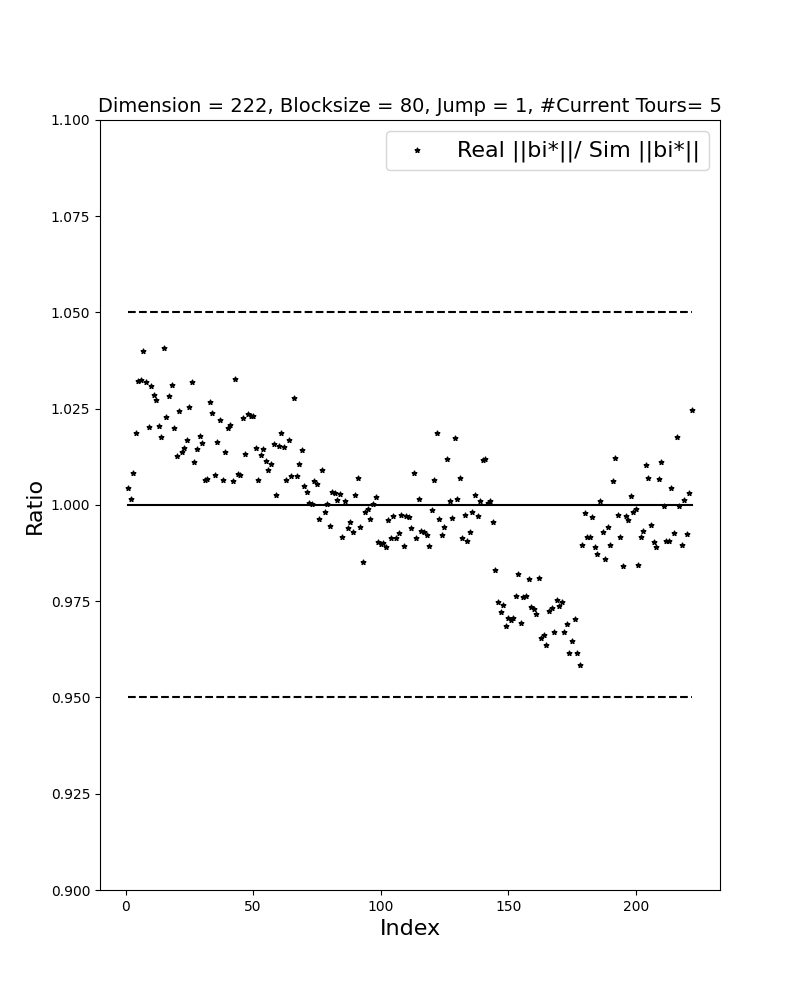 Dimension = 222, Blocksize = 80, Jump = 1, #Current Tours= 5
1.100
Real ||bi*||/ Sim ||bi*||
1.075
1.050
1.025
1.000
0.975
0.950
0.925
0.900
Ratio
0 50 100 150 200
Index